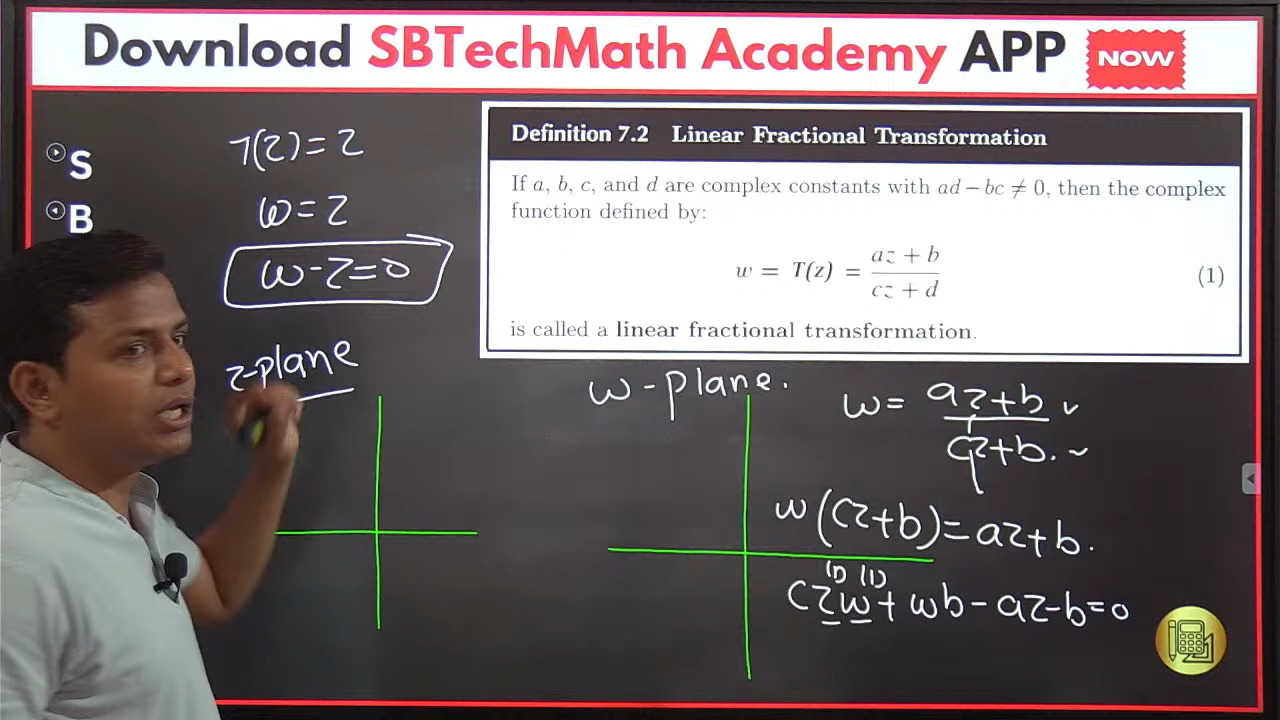 Download SBTechMath Academy APP NOW
S
B
T(z) = z
w = z
w - z = 0
z-plane
w-plane.
Definition 7.2 Linear Fractional Transformation
If a, b, c, and d are complex constants with ad − bc ≠ 0, then the complex
function defined by:
w = T(z) = (az + b)/(cz + d) (1)
is called a linear fractional transformation.
w = az+b
cz+b.
w(cz+b) = az+b.
(1) (1)
czw + wb - az - b = 0